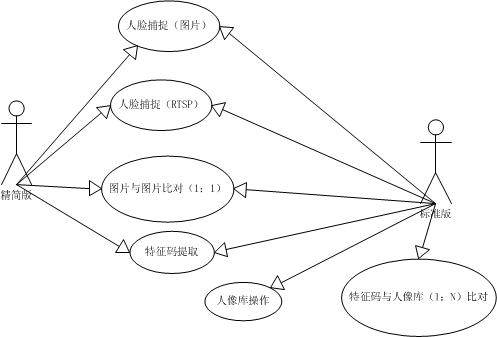 人脸捕捉（图片）
人脸捕捉（RTSP）
精简版
图片与图片比对（1：1）
标准版
特征码提取
人像库操作
特征码与人像库（1：N）比对